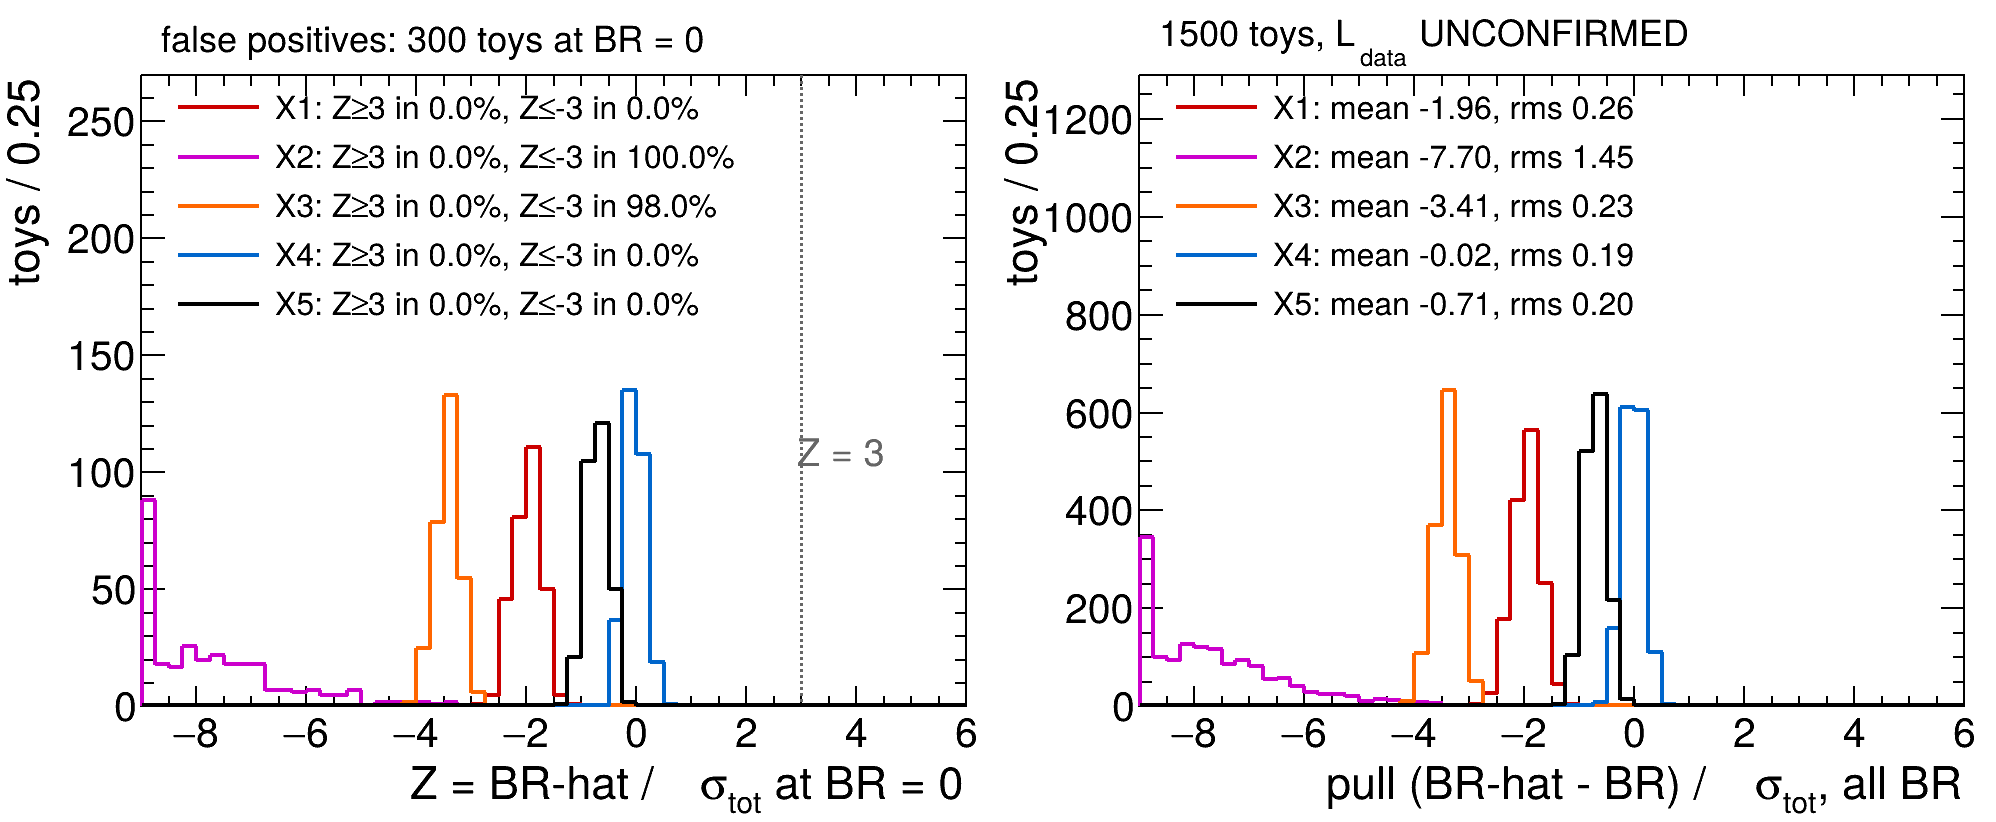 false positives: 300 toys at BR = 0
toys / 0.25
250
200
150
100
50
0
X1: Z≥3 in 0.0%, Z≤-3 in 0.0%
X2: Z≥3 in 0.0%, Z≤-3 in 100.0%
X3: Z≥3 in 0.0%, Z≤-3 in 98.0%
X4: Z≥3 in 0.0%, Z≤-3 in 0.0%
X5: Z≥3 in 0.0%, Z≤-3 in 0.0%
Z = 3
−8 −6 −4 −2 0 2 4 6
Z = BR-hat / σtot at BR = 0
1500 toys, Ldata UNCONFIRMED
toys / 0.25
1200
1000
800
600
400
200
0
X1: mean -1.96, rms 0.26
X2: mean -7.70, rms 1.45
X3: mean -3.41, rms 0.23
X4: mean -0.02, rms 0.19
X5: mean -0.71, rms 0.20
−8 −6 −4 −2 0 2 4 6
pull (BR-hat - BR) / σtot, all BR